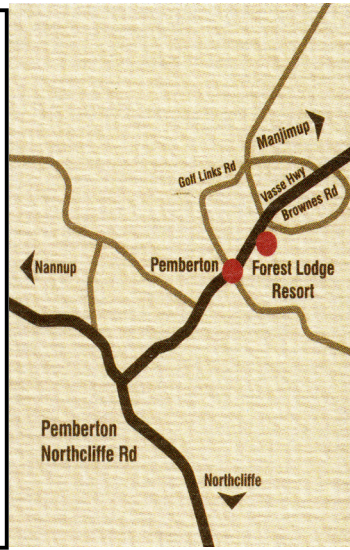 Manjimup
Golf Links Rd
Vasse Hwy
Brownes Rd
Nannup
Pemberton
Forest Lodge
Resort
Pemberton
Northcliffe Rd
Northcliffe